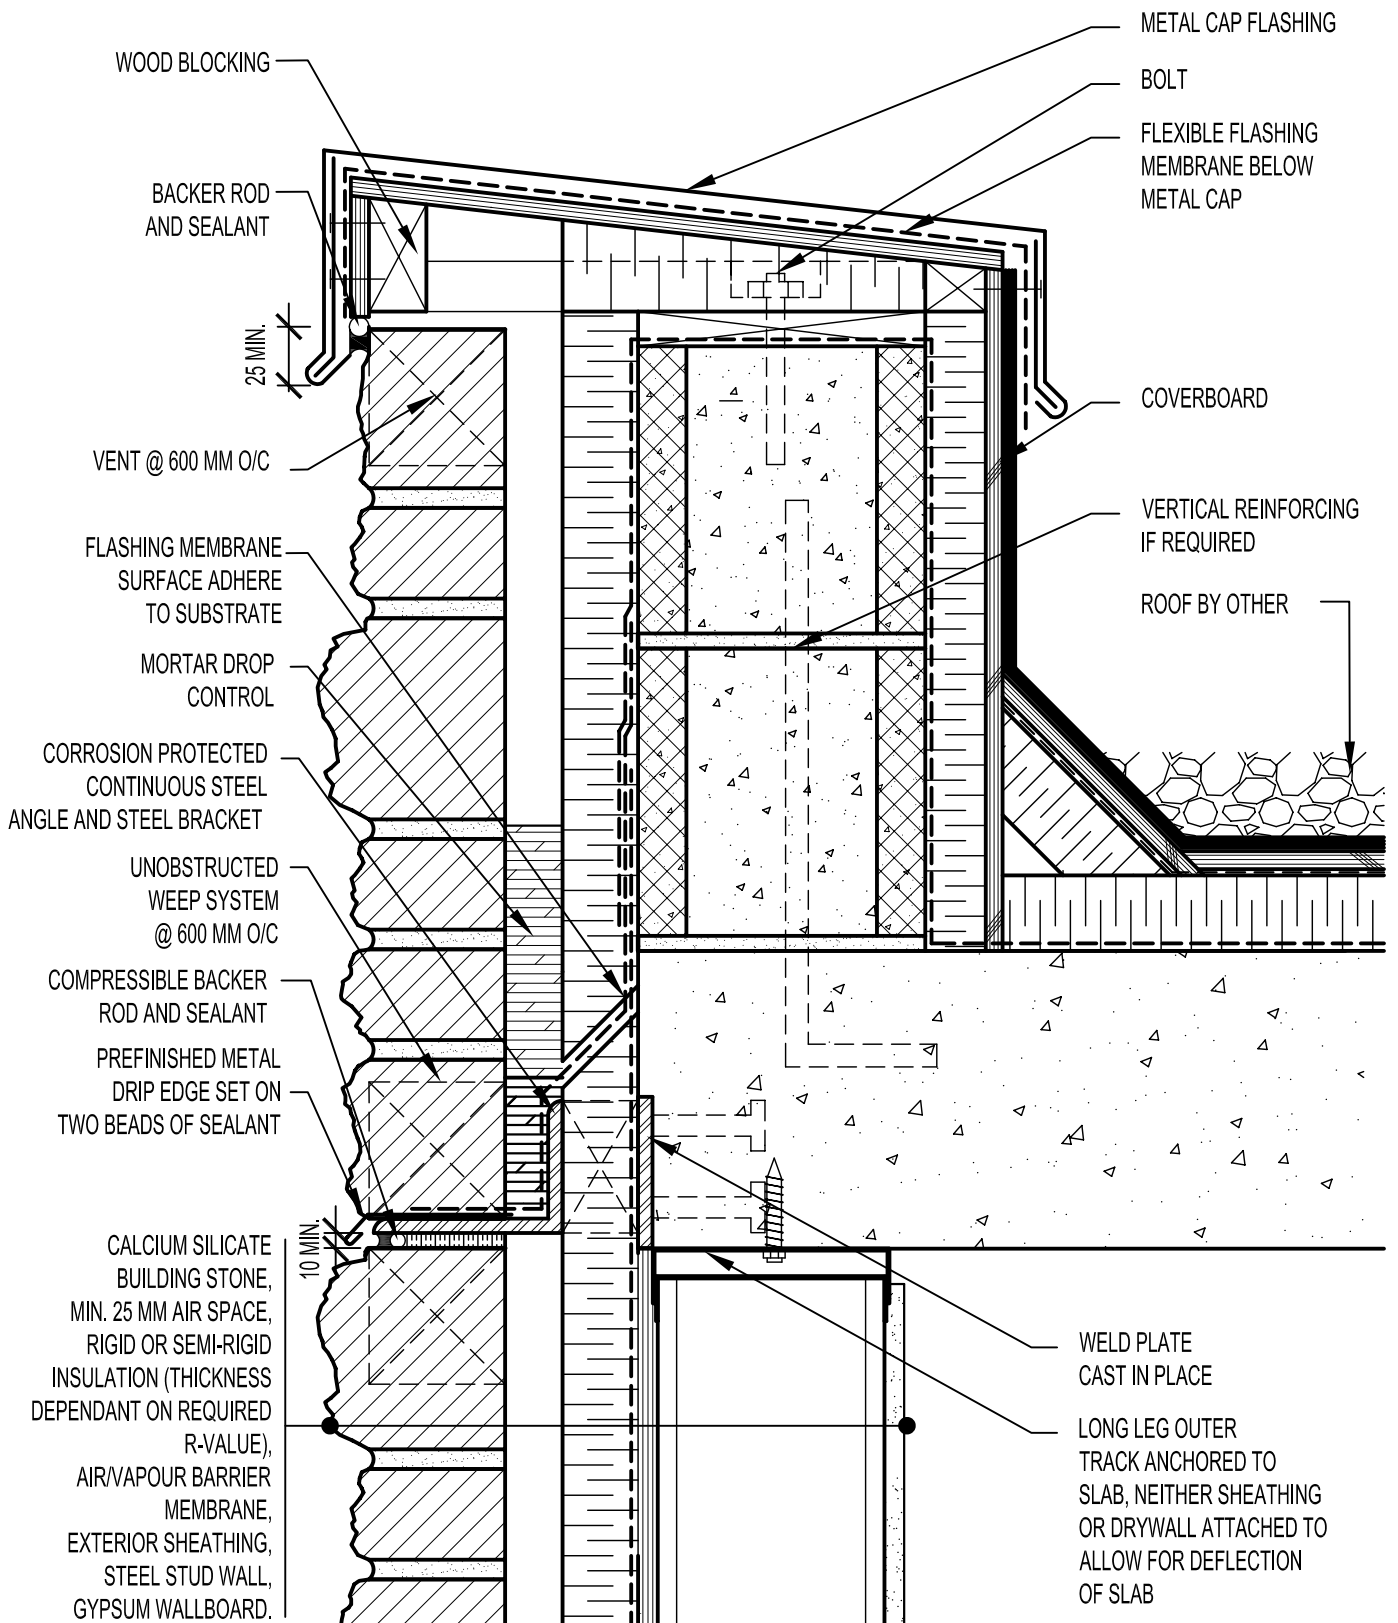 WOOD BLOCKING
BACKER ROD
AND SEALANT
25 MIN.
VENT @ 600 MM O/C
FLASHING MEMBRANE
SURFACE ADHERE
TO SUBSTRATE
MORTAR DROP
CONTROL
CORROSION PROTECTED
CONTINUOUS STEEL
ANGLE AND STEEL BRACKET
UNOBSTRUCTED
WEEP SYSTEM
@ 600 MM O/C
COMPRESSIBLE BACKER
ROD AND SEALANT
PREFINISHED METAL
DRIP EDGE SET ON
TWO BEADS OF SEALANT
10 MIN.
CALCIUM SILICATE
BUILDING STONE,
MIN. 25 MM AIR SPACE,
RIGID OR SEMI-RIGID
INSULATION (THICKNESS
DEPENDANT ON REQUIRED
R-VALUE),
AIR/VAPOUR BARRIER
MEMBRANE,
EXTERIOR SHEATHING,
STEEL STUD WALL,
GYPSUM WALLBOARD.
METAL CAP FLASHING
BOLT
FLEXIBLE FLASHING
MEMBRANE BELOW
METAL CAP
COVERBOARD
VERTICAL REINFORCING
IF REQUIRED
ROOF BY OTHER
WELD PLATE
CAST IN PLACE
LONG LEG OUTER
TRACK ANCHORED TO
SLAB, NEITHER SHEATHING
OR DRYWALL ATTACHED TO
ALLOW FOR DEFLECTION
OF SLAB